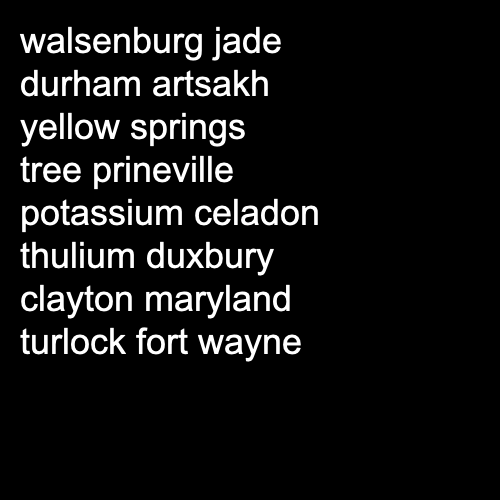 walsenburg jade
durham artsakh
yellow springs
tree prineville
potassium celadon
thulium duxbury
clayton maryland
turlock fort wayne